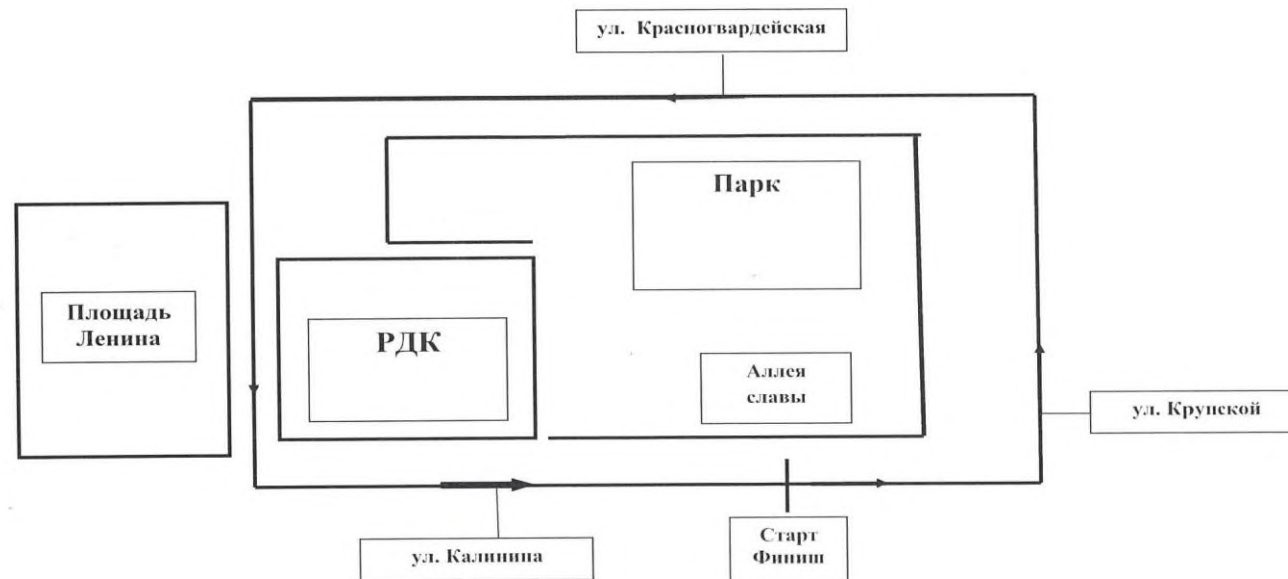 ул. Красногвардейская
Парк
Площадь
Ленина
РДК
Аллея
славы
ул. Крупской
ул. Калинина
Старт
Финиш